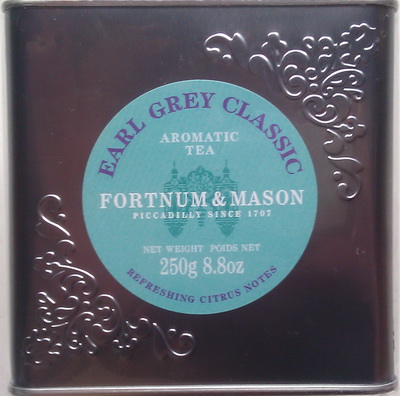 EARL GREY CLASSIC
AROMATIC
TEA
FORTNUM & MASON
PICCADILLY SINCE 1707
NET WEIGHT POIDS NET
250g 8.8oz
REFRESHING CITRUS NOTES